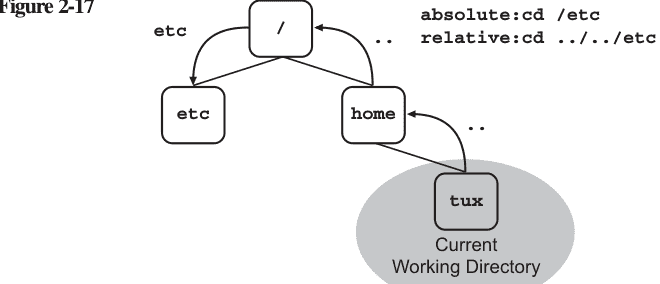 Figure 2-17
absolute:cd /etc
relative:cd ../../etc
etc
/
..
etc
home
..
tux
Current
Working Directory